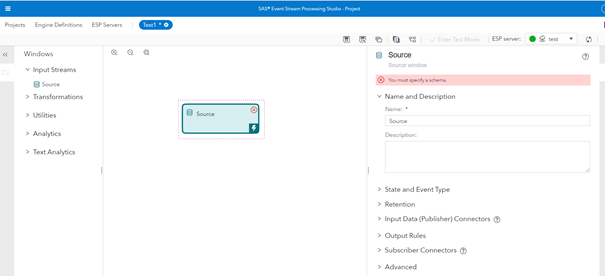 SAS® Event Stream Processing Studio - Project
Projects
Engine Definitions
ESP Servers
Test1 *
Enter Test Mode
ESP server:
test
Windows
Input Streams
Source
Transformations
Utilities
Analytics
Text Analytics
Source
Source
Source window
You must specify a schema.
Name and Description
Name: *
Source
Description:
State and Event Type
Retention
Input Data (Publisher) Connectors
Output Rules
Subscriber Connectors
Advanced